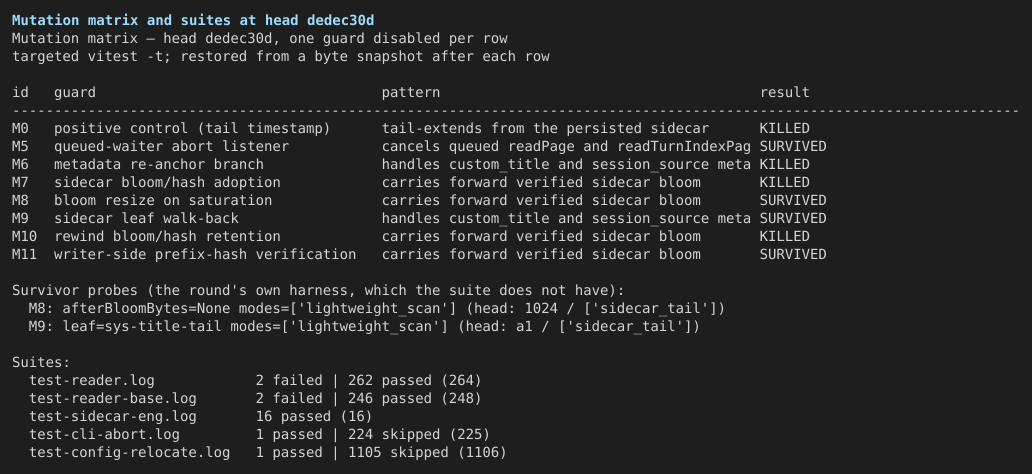 Mutation matrix and suites at head dedec30d
Mutation matrix — head dedec30d, one guard disabled per row
targeted vitest -t; restored from a byte snapshot after each row
id   guard                                  pattern                                      result
------------------------------------------------------------------------------------------------------------------------
M0   positive control (tail timestamp)      tail-extends from the persisted sidecar      KILLED
M5   queued-waiter abort listener           cancels queued readPage and readTurnIndexPag SURVIVED
M6   metadata re-anchor branch              handles custom_title and session_source meta KILLED
M7   sidecar bloom/hash adoption            carries forward verified sidecar bloom       KILLED
M8   bloom resize on saturation             carries forward verified sidecar bloom       SURVIVED
M9   sidecar leaf walk-back                 handles custom_title and session_source meta SURVIVED
M10  rewind bloom/hash retention            carries forward verified sidecar bloom       KILLED
M11  writer-side prefix-hash verification   carries forward verified sidecar bloom       SURVIVED
Survivor probes (the round's own harness, which the suite does not have):
  M8: afterBloomBytes=None modes=['lightweight_scan'] (head: 1024 / ['sidecar_tail'])
  M9: leaf=sys-title-tail modes=['lightweight_scan'] (head: a1 / ['sidecar_tail'])
Suites:
  test-reader.log            2 failed | 262 passed (264)
  test-reader-base.log       2 failed | 246 passed (248)
  test-sidecar-eng.log       16 passed (16)
  test-cli-abort.log         1 passed | 224 skipped (225)
  test-config-relocate.log   1 passed | 1105 skipped (1106)